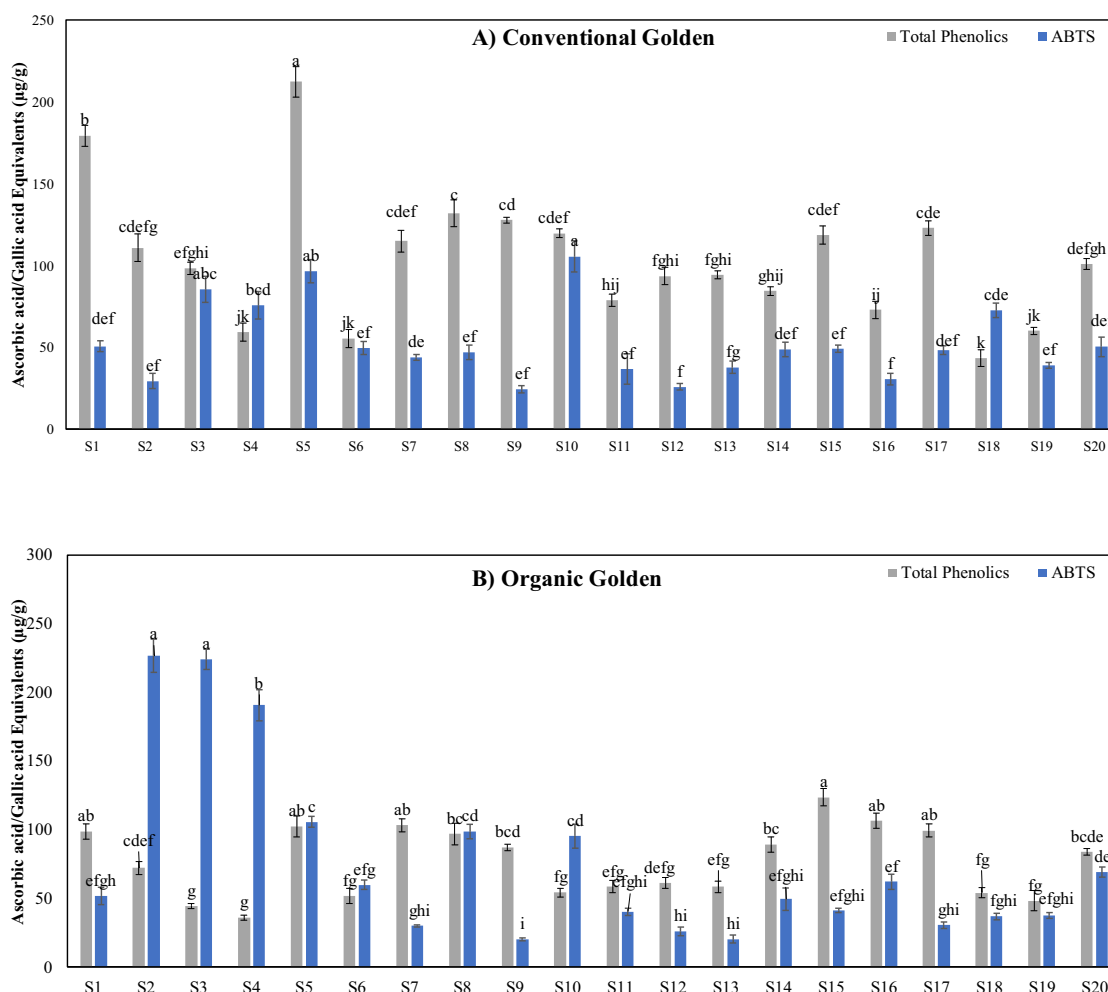 A) Conventional Golden
Total Phenolics
ABTS
Ascorbic acid/Gallic acid Equivalents (µg/g)
250
200
150
100
50
0
b
def
cdefg
ef
efghi
abc
jk
bcd
a
ab
jk
ef
cdef
de
c
ef
cd
ef
cdef
a
hij
ef
fghi
f
fghi
fg
ghij
def
cdef
ef
ij
f
cde
def
k
cde
jk
ef
defgh
de
S1 S2 S3 S4 S5 S6 S7 S8 S9 S10 S11 S12 S13 S14 S15 S16 S17 S18 S19 S20
B) Organic Golden
Total Phenolics
ABTS
Ascorbic acid/Gallic acid Equivalents (µg/g)
300
250
200
150
100
50
0
ab
efgh
cdef
a
g
a
g
b
ab
c
fg
efg
ab
ghi
bc
cd
bcd
i
fg
cd
efg
efghi
defg
hi
efg
hi
bc
efghi
a
efghi
ab
ef
ab
ghi
fg
fghi
fg
efghi
bcde
de
S1 S2 S3 S4 S5 S6 S7 S8 S9 S10 S11 S12 S13 S14 S15 S16 S17 S18 S19 S20